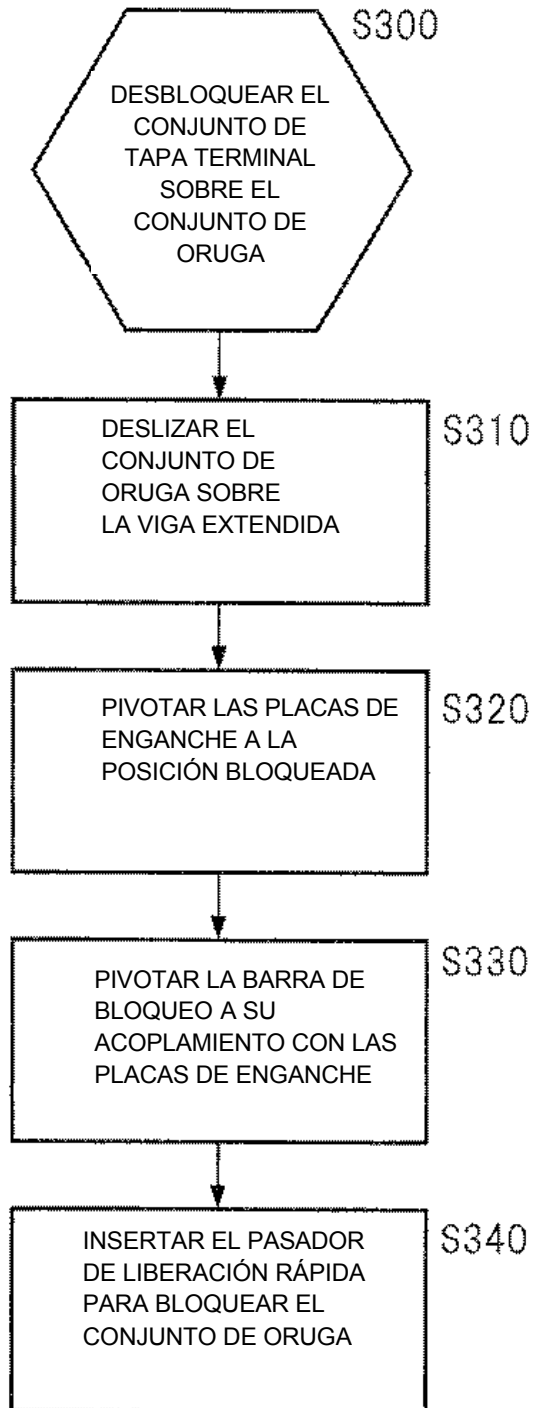 S300
DESBLOQUEAR EL
CONJUNTO DE
TAPA TERMINAL
SOBRE EL
CONJUNTO DE
ORUGA
S310
DESLIZAR EL
CONJUNTO DE
ORUGA SOBRE
LA VIGA EXTENDIDA
S320
PIVOTAR LAS PLACAS DE
ENGANCHE A LA
POSICIÓN BLOQUEADA
S330
PIVOTAR LA BARRA DE
BLOQUEO A SU
ACOPLAMIENTO CON LAS
PLACAS DE ENGANCHE
S340
INSERTAR EL PASADOR
DE LIBERACIÓN RÁPIDA
PARA BLOQUEAR EL
CONJUNTO DE ORUGA